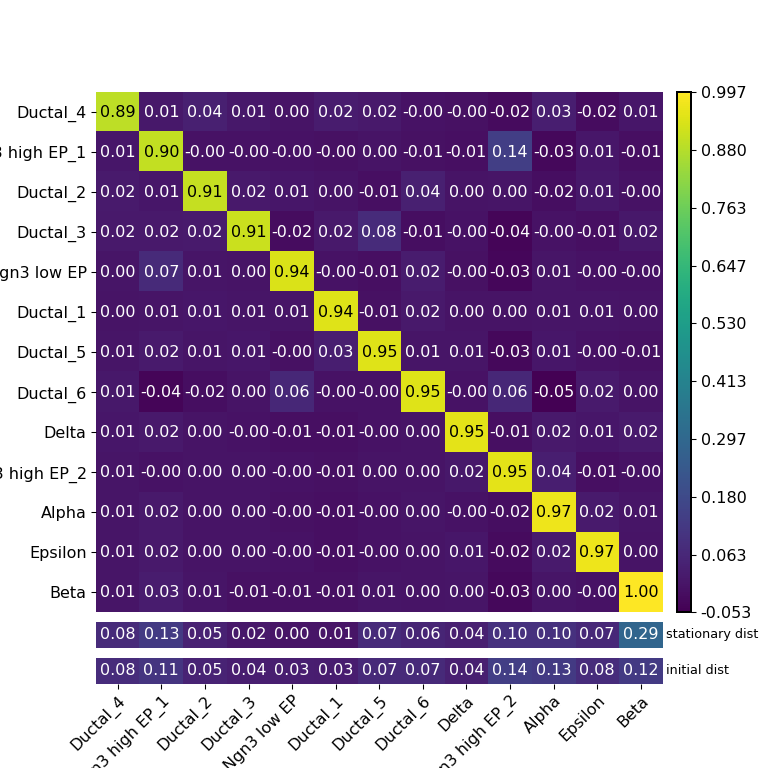 Ductal_4 0.89 0.01 0.04 0.01 0.00 0.02 0.02 -0.00 -0.00 -0.02 0.03 -0.02 0.01
3 high EP_1 0.01 0.90 -0.00 -0.00 -0.00 -0.00 0.00 -0.01 -0.01 0.14 -0.03 0.01 -0.01
Ductal_2 0.02 0.01 0.91 0.02 0.01 0.00 -0.01 0.04 0.00 0.00 -0.02 0.01 -0.00
Ductal_3 0.02 0.02 0.02 0.91 -0.02 0.02 0.08 -0.01 -0.00 -0.04 -0.00 -0.01 0.02
gn3 low EP 0.00 0.07 0.01 0.00 0.94 -0.00 -0.01 0.02 -0.00 -0.03 0.01 -0.00 -0.00
Ductal_1 0.00 0.01 0.01 0.01 0.01 0.94 -0.01 0.02 0.00 0.00 0.01 0.01 0.00
Ductal_5 0.01 0.02 0.01 0.01 -0.00 0.03 0.95 0.01 0.01 -0.03 0.01 -0.00 -0.01
Ductal_6 0.01 -0.04 -0.02 0.00 0.06 -0.00 -0.00 0.95 -0.00 0.06 -0.05 0.02 0.00
Delta 0.01 0.02 0.00 -0.00 -0.01 -0.01 -0.00 0.00 0.95 -0.01 0.02 0.01 0.02
3 high EP_2 0.01 -0.00 0.00 0.00 -0.00 -0.01 0.00 0.00 0.02 0.95 0.04 -0.01 -0.00
Alpha 0.01 0.02 0.00 0.00 -0.00 -0.01 -0.00 0.00 -0.00 -0.02 0.97 0.02 0.01
Epsilon 0.01 0.02 0.00 0.00 -0.00 -0.01 -0.00 0.00 0.01 -0.02 0.02 0.97 0.00
Beta 0.01 0.03 0.01 -0.01 -0.01 -0.01 0.01 0.00 0.00 -0.03 0.00 -0.00 1.00
0.08 0.13 0.05 0.02 0.00 0.01 0.07 0.06 0.04 0.10 0.10 0.07 0.29 stationary dist
0.08 0.11 0.05 0.04 0.03 0.03 0.07 0.07 0.04 0.14 0.13 0.08 0.12 initial dist
Ductal_4
n3 high EP_1
Ductal_2
Ductal_3
Ngn3 low EP
Ductal_1
Ductal_5
Ductal_6
Delta
n3 high EP_2
Alpha
Epsilon
Beta
0.997
0.880
0.763
0.647
0.530
0.413
0.297
0.180
0.063
-0.053